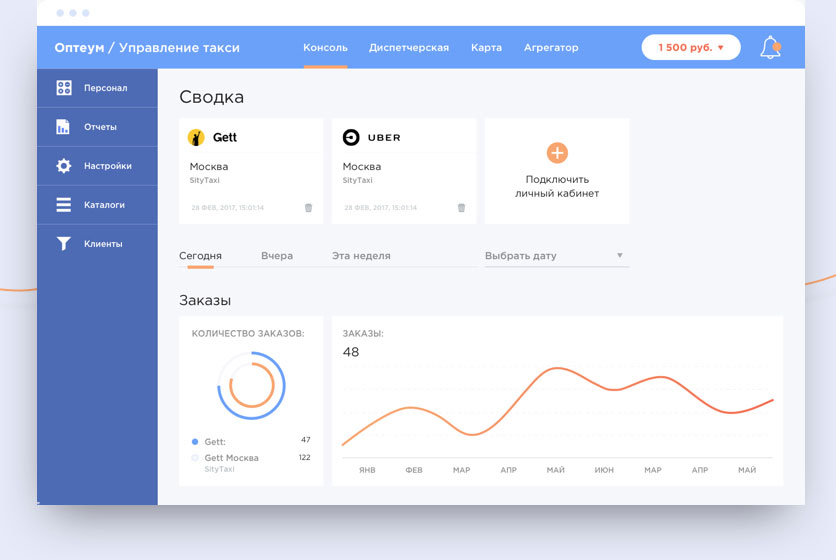 Оптеум / Управление такси
Консоль
Диспетчерская
Карта
Агрегатор
1 500 руб. ▼
Персонал
Отчеты
Настройки
Каталоги
Клиенты
Сводка
Gett
Москва
SityTaxi
28 ФЕВ, 2017, 15:01:14
UBER
Москва
SityTaxi
28 ФЕВ, 2017, 15:01:14
Подключить
личный кабинет
Сегодня
Вчера
Эта неделя
Выбрать дату ▼
Заказы
КОЛИЧЕСТВО ЗАКАЗОВ:
Gett: 47
Gett Москва 122
SityTaxi
ЗАКАЗЫ:
48
ЯНВ ФЕВ МАР АПР МАЙ ИЮН МАР АПР МАЙ